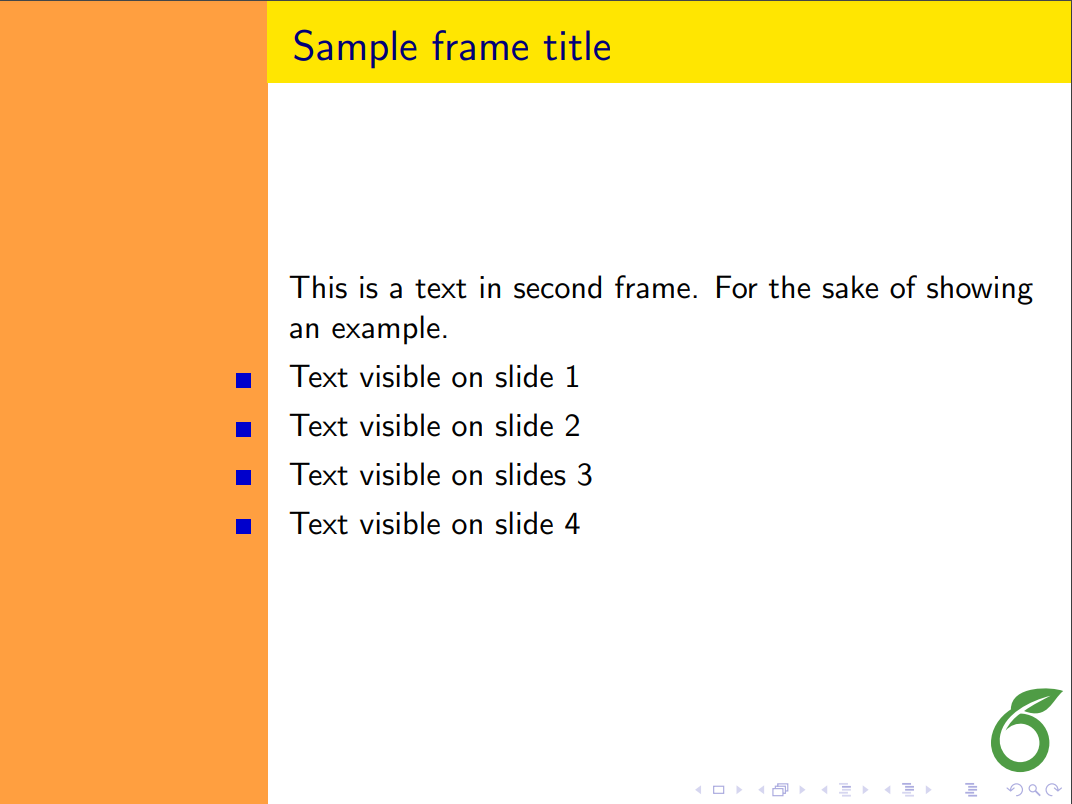 Sample frame title
This is a text in second frame. For the sake of showing
an example.
Text visible on slide 1
Text visible on slide 2
Text visible on slides 3
Text visible on slide 4